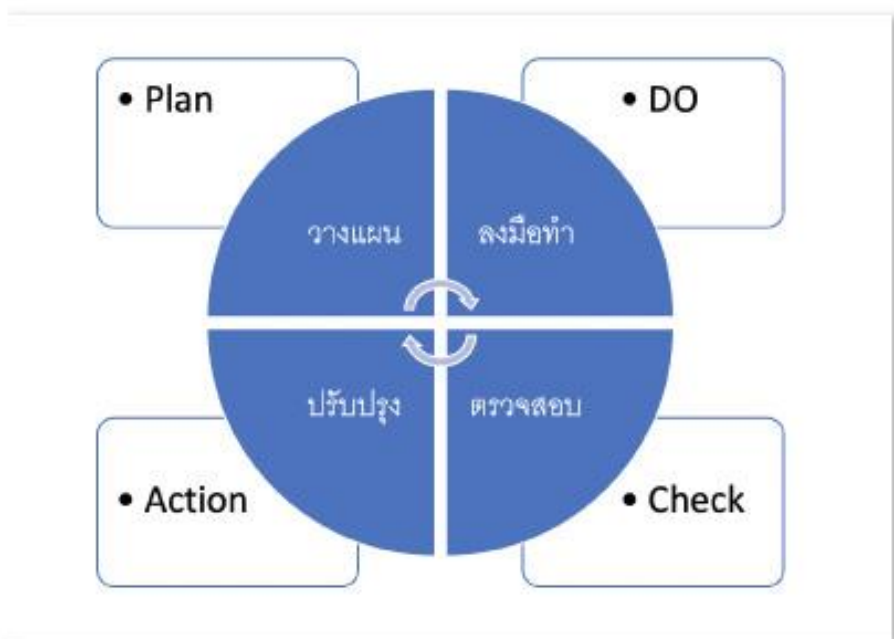 • Plan
• DO
วางแผน
ลงมือทำ
ปรับปรุง
ตรวจสอบ
• Action
• Check